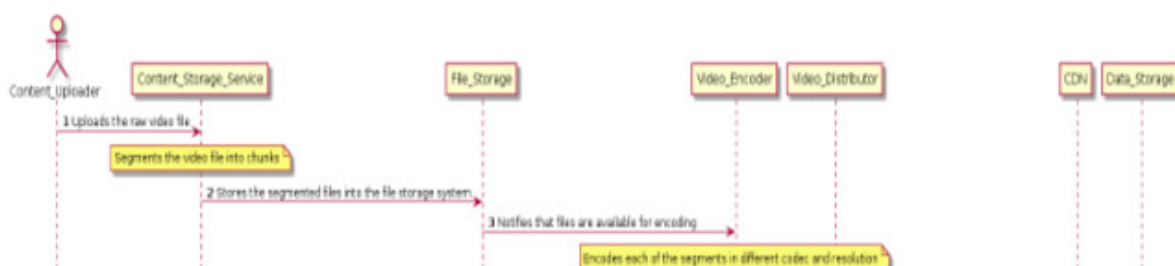 Content_Uploader
Content_Storage_Service
File_Storage
Video_Encoder
Video_Distributor
CDN
Data_Storage
1 Uploads the raw video file
Segments the video file into chunks
2 Stores the segmented files into the file storage system
3 Notifies that files are available for encoding
Encodes each of the segments in different codec and resolution